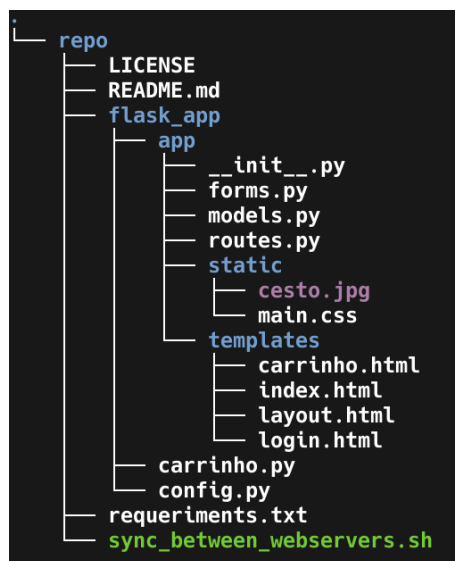 .
└── repo
    ├── LICENSE
    ├── README.md
    ├── flask_app
    │   ├── app
    │   │   ├── __init__.py
    │   │   ├── forms.py
    │   │   ├── models.py
    │   │   ├── routes.py
    │   │   ├── static
    │   │   │   ├── cesto.jpg
    │   │   │   └── main.css
    │   │   └── templates
    │   │       ├── carrinho.html
    │   │       ├── index.html
    │   │       ├── layout.html
    │   │       └── login.html
    │   ├── carrinho.py
    │   └── config.py
    ├── requeriments.txt
    └── sync_between_webservers.sh